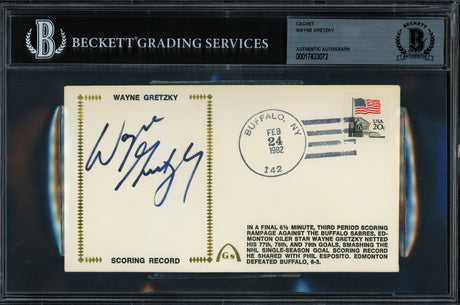 BECKETT GRADING SERVICES
CACHET
WAYNE GRETZKY
AUTHENTIC AUTOGRAPH
00017833072
B
BECKETT
AUTHENTICATED
WAYNE GRETZKY
Wayne Gretzky
SCORING RECORD
BUFFALO, NY
FEB
24
1982
142
USA
20c
Gs
IN A FINAL 6½ MINUTE, THIRD PERIOD SCORING
RAMPAGE AGAINST THE BUFFALO SABRES, ED-
MONTON OILER STAR WAYNE GRETZKY NETTED
HIS 77th, 78th, AND 79th GOALS, SMASHING THE
NHL SINGLE-SEASON GOAL SCORING RECORD
HE SHARED WITH PHIL ESPOSITO. EDMONTON
DEFEATED BUFFALO, 6-3.